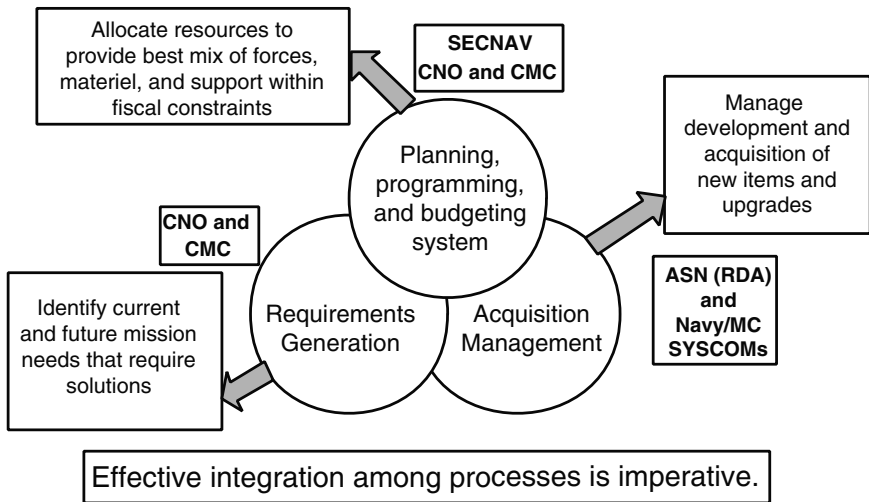 Allocate resources to
provide best mix of forces,
materiel, and support within
fiscal constraints
SECNAV
CNO and CMC
Manage
development and
acquisition of
new items and
upgrades
Planning,
programming,
and budgeting
system
CNO and
CMC
ASN (RDA)
and
Navy/MC
SYSCOMs
Identify current
and future mission
needs that require
solutions
Requirements
Generation
Acquisition
Management
Effective integration among processes is imperative.